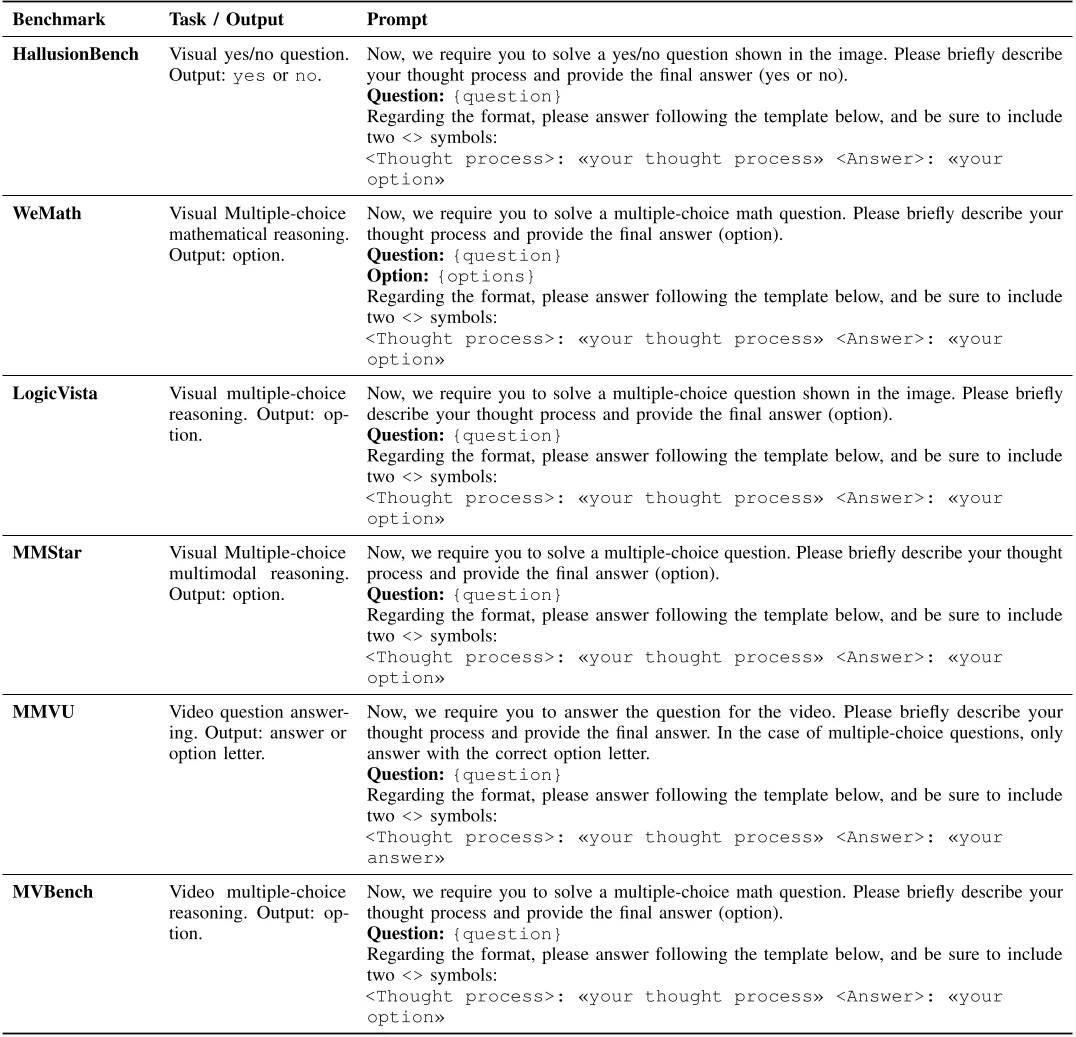 Benchmark Task / Output Prompt
HallusionBench Visual yes/no question. Now, we require you to solve a yes/no question shown in the image. Please briefly describe
Output: yes or no. your thought process and provide the final answer (yes or no).
Question: {question}
Regarding the format, please answer following the template below, and be sure to include
two <> symbols:
<Thought process>: «your thought process» <Answer>: «your
option»
WeMath Visual Multiple-choice Now, we require you to solve a multiple-choice math question. Please briefly describe your
mathematical reasoning. thought process and provide the final answer (option).
Output: option. Question: {question}
Option: {options}
Regarding the format, please answer following the template below, and be sure to include
two <> symbols:
<Thought process>: «your thought process» <Answer>: «your
option»
LogicVista Visual multiple-choice Now, we require you to solve a multiple-choice question shown in the image. Please briefly
reasoning. Output: op- describe your thought process and provide the final answer (option).
tion. Question: {question}
Regarding the format, please answer following the template below, and be sure to include
two <> symbols:
<Thought process>: «your thought process» <Answer>: «your
option»
MMStar Visual Multiple-choice Now, we require you to solve a multiple-choice question. Please briefly describe your thought
multimodal reasoning. process and provide the final answer (option).
Output: option. Question: {question}
Regarding the format, please answer following the template below, and be sure to include
two <> symbols:
<Thought process>: «your thought process» <Answer>: «your
option»
MMVU Video question answer- Now, we require you to answer the question for the video. Please briefly describe your
ing. Output: answer or thought process and provide the final answer. In the case of multiple-choice questions, only
option letter. answer with the correct option letter.
Question: {question}
Regarding the format, please answer following the template below, and be sure to include
two <> symbols:
<Thought process>: «your thought process» <Answer>: «your
answer»
MVBench Video multiple-choice Now, we require you to solve a multiple-choice math question. Please briefly describe your
reasoning. Output: op- thought process and provide the final answer (option).
tion. Question: {question}
Regarding the format, please answer following the template below, and be sure to include
two <> symbols:
<Thought process>: «your thought process» <Answer>: «your
option»